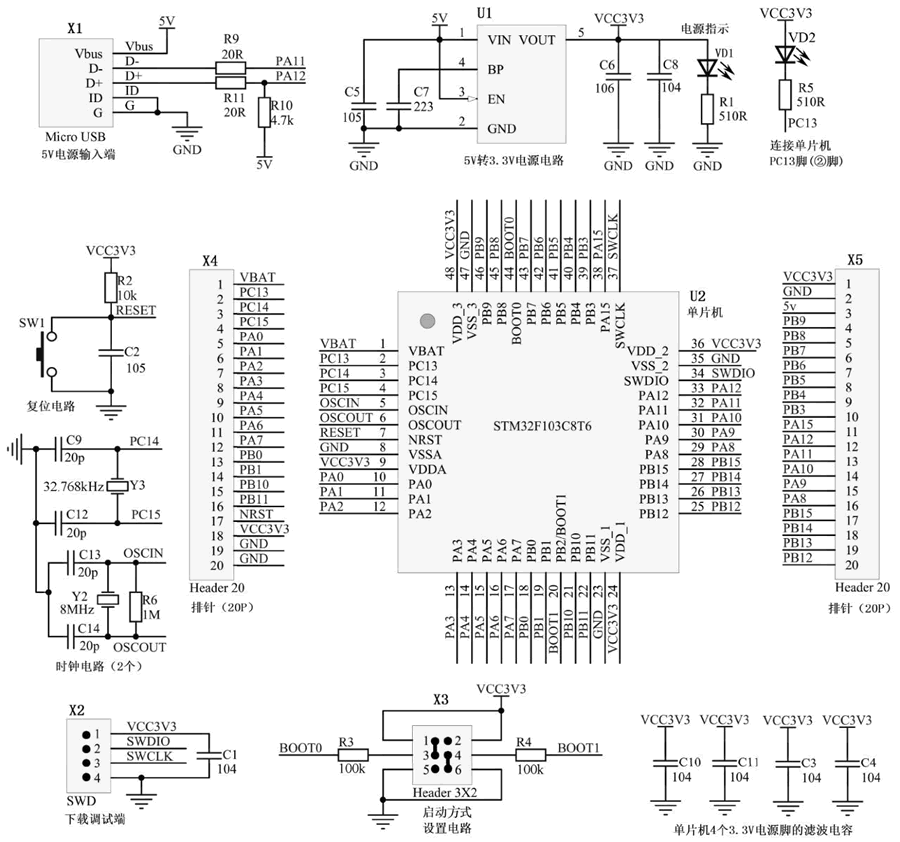 X1
Vbus
D-
D+
ID
G
Vbus
D-
D+
ID
G
5V
R9
20R
R11
20R
PA11
PA12
R10
4.7k
5V
GND
Micro USB
5V电源输入端
U1
5V
1 VIN VOUT 5
4 BP
3 EN
2 GND
C5
105
C7
223
GND
5V转3.3V电源电路
VCC3V3
C6
106
C8
104
电源指示
VD1
R1
510R
GND
GND
GND
VCC3V3
VD2
R5
510R
PC13
连接单片机
PC13脚(②脚)
VCC3V3
R2
10k
RESET
SW1
C2
105
复位电路
C9
20p
PC14
32.768kHz
Y3
C12
20p
PC15
C13
20p
OSCIN
Y2
8MHz
R6
1M
C14
20p
OSCOUT
时钟电路（2个）
X4
1 VBAT
2 PC13
3 PC14
4 PC15
5 PA0
6 PA1
7 PA2
8 PA3
9 PA4
10 PA5
11 PA6
12 PA7
13 PB0
14 PB1
15 PB10
16 PB11
17 NRST
18 VCC3V3
19 GND
20 GND
Header 20
排针（20P）
48 VCC3V3
47 GND
46 PB9
45 PB8
44 BOOT0
43 PB7
42 PB6
41 PB5
40 PB4
39 PB3
38 PA15
37 SWCLK
VDD_3
VSS_3
PB9
PB8
BOOT0
PB7
PB6
PB5
PB4
PB3
PA15
SWCLK
U2
单片机
VBAT 1 VBAT
PC13 2 PC13
PC14 3 PC14
PC15 4 PC15
OSCIN 5 OSCIN
OSCOUT 6 OSCOUT
RESET 7 NRST
GND 8 VSSA
VCC3V3 9 VDDA
PA0 10 PA0
PA1 11 PA1
PA2 12 PA2
STM32F103C8T6
VDD_2 36 VCC3V3
VSS_2 35 GND
SWDIO 34 SWDIO
PA12 33 PA12
PA11 32 PA11
PA10 31 PA10
PA9 30 PA9
PA8 29 PA8
PB15 28 PB15
PB14 27 PB14
PB13 26 PB13
PB12 25 PB12
PA3
PA4
PA5
PA6
PA7
PB0
PB1
PB2/BOOT1
PB10
PB11
VSS_1
VDD_1
PA3 13
PA4 14
PA5 15
PA6 16
PA7 17
PB0 18
PB1 19
BOOT1 20
PB10 21
PB11 22
GND 23
VCC3V3 24
X5
VCC3V3 1
GND 2
5v 3
PB9 4
PB8 5
PB7 6
PB6 7
PB5 8
PB4 9
PB3 10
PA15 11
PA12 12
PA11 13
PA10 14
PA9 15
PA8 16
PB15 17
PB14 18
PB13 19
PB12 20
Header 20
排针（20P）
X2
1 VCC3V3
2 SWDIO
3 SWCLK
4
C1
104
SWD
下载调试端
X3
VCC3V3
BOOT0
R3
100k
1 2
3 4
5 6
R4
100k
BOOT1
Header 3X2
启动方式
设置电路
VCC3V3 VCC3V3 VCC3V3 VCC3V3
C10 C11 C3 C4
104 104 104 104
单片机4个3.3V电源脚的滤波电容